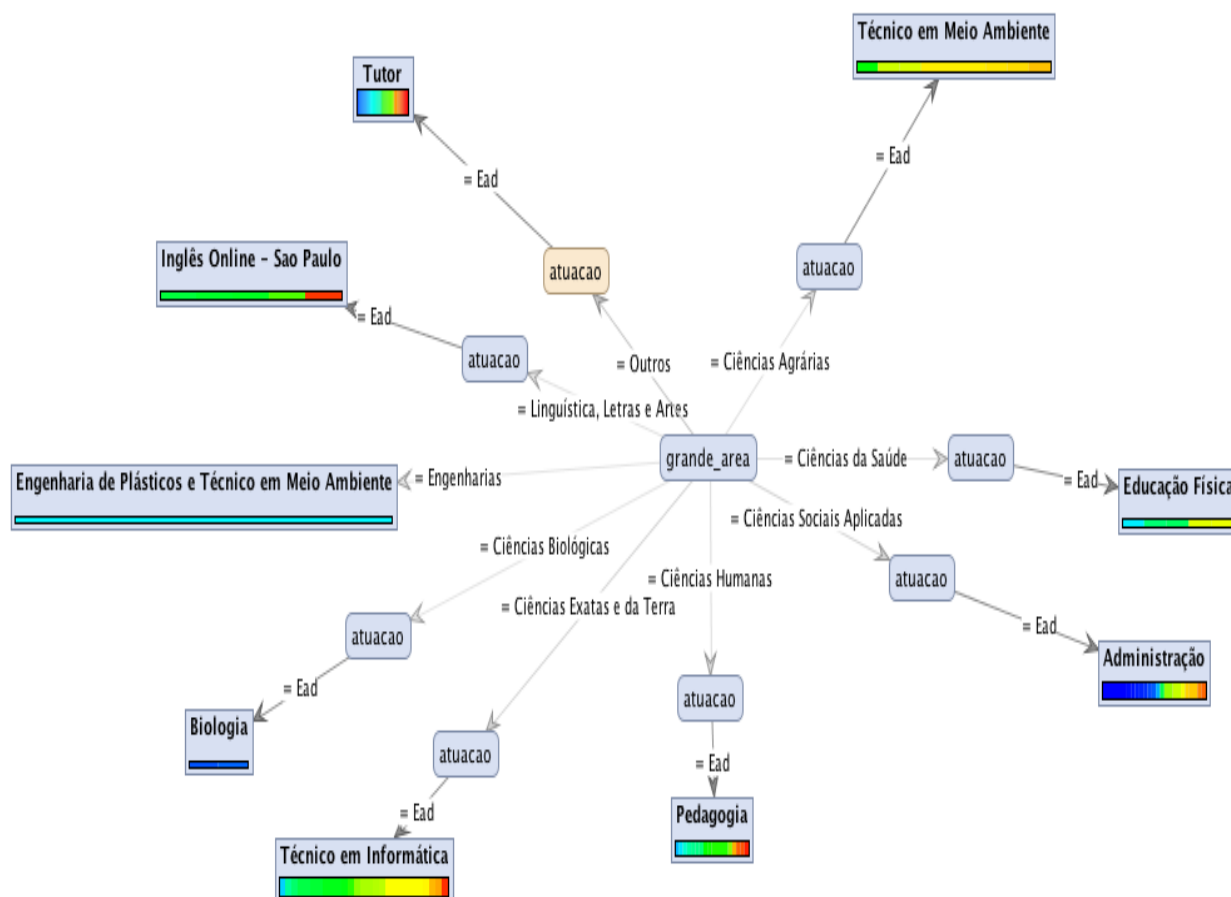 Técnico em Meio Ambiente
Tutor
= Ead
= Ead
Inglês Online - Sao Paulo
atuacao
atuacao
= Ead
atuacao
= Outros
= Ciências Agrárias
= Linguística, Letras e Artes
grande_area
= Ciências da Saúde
atuacao
Engenharia de Plásticos e Técnico em Meio Ambiente
= Engenharias
= Ead
Educação Física
= Ciências Sociais Aplicadas
= Ciências Biológicas
= Ciências Humanas
atuacao
= Ciências Exatas e da Terra
atuacao
= Ead
Administração
= Ead
atuacao
Biologia
atuacao
= Ead
= Ead
Pedagogia
Técnico em Informática